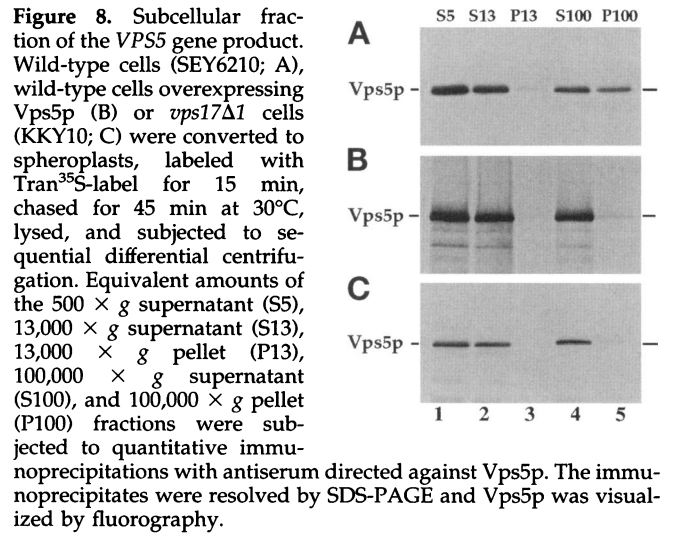 Figure 8. Subcellular frac-
tion of the VPS5 gene product.
Wild-type cells (SEY6210; A),
wild-type cells overexpressing
Vps5p (B) or vps17Δ1 cells
(KKY10; C) were converted to
spheroplasts, labeled with
Tran³⁵S-label for 15 min,
chased for 45 min at 30°C,
lysed, and subjected to se-
quential differential centrifu-
gation. Equivalent amounts of
the 500 × g supernatant (S5),
13,000 × g supernatant (S13),
13,000 × g pellet (P13),
100,000 × g supernatant
(S100), and 100,000 × g pellet
(P100) fractions were sub-
jected to quantitative immu-
noprecipitations with antiserum directed against Vps5p. The immu-
noprecipitates were resolved by SDS-PAGE and Vps5p was visual-
ized by fluorography.
S5 S13 P13 S100 P100
A
Vps5p
B
Vps5p
C
Vps5p
1 2 3 4 5